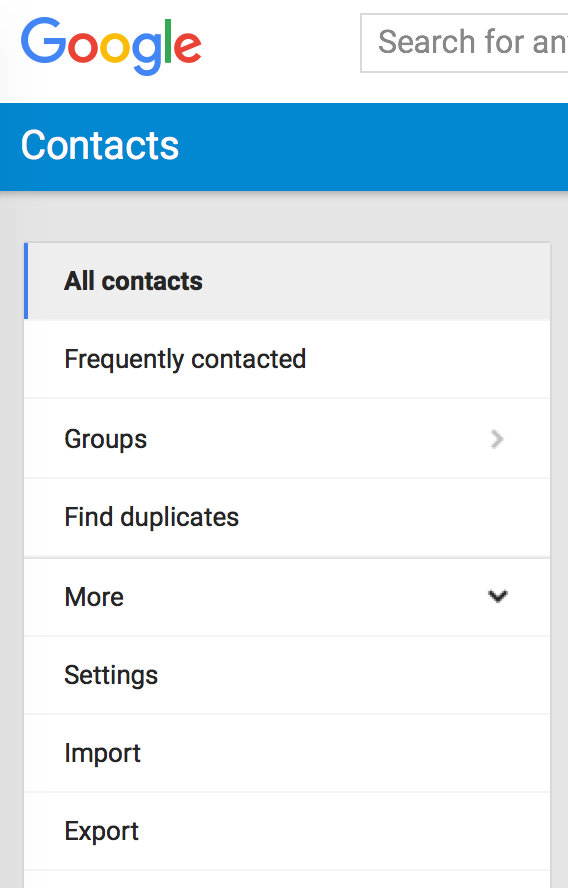 Google
Search for an
Contacts
All contacts
Frequently contacted
Groups
Find duplicates
More
Settings
Import
Export